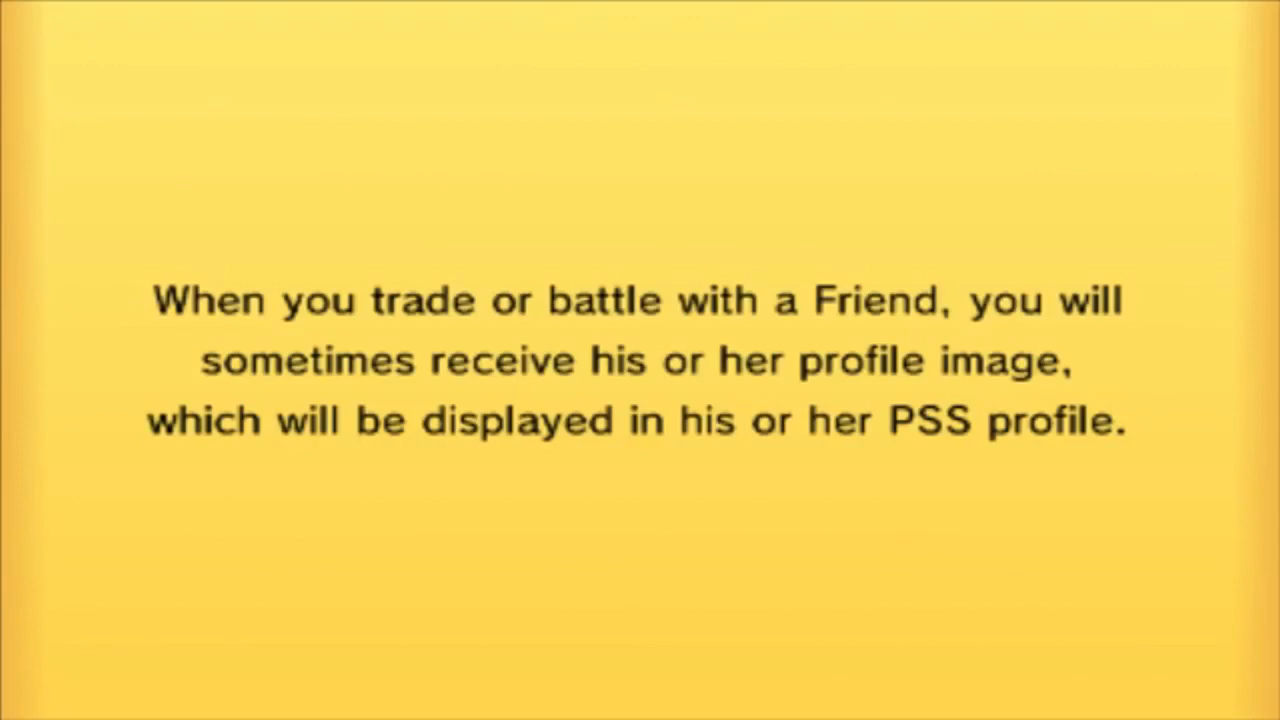 When you trade or battle with a Friend, you will
sometimes receive his or her profile image,
which will be displayed in his or her PSS profile.